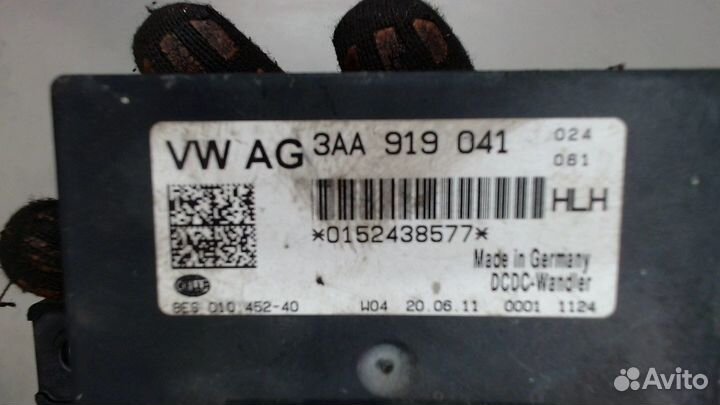 VW AG 3AA 919 041 024
061
HLH
*0152438577*
Made in Germany
DCDC-Wandler
8ES 010.452-40 W04 20.06.11 0001 1124
Avito